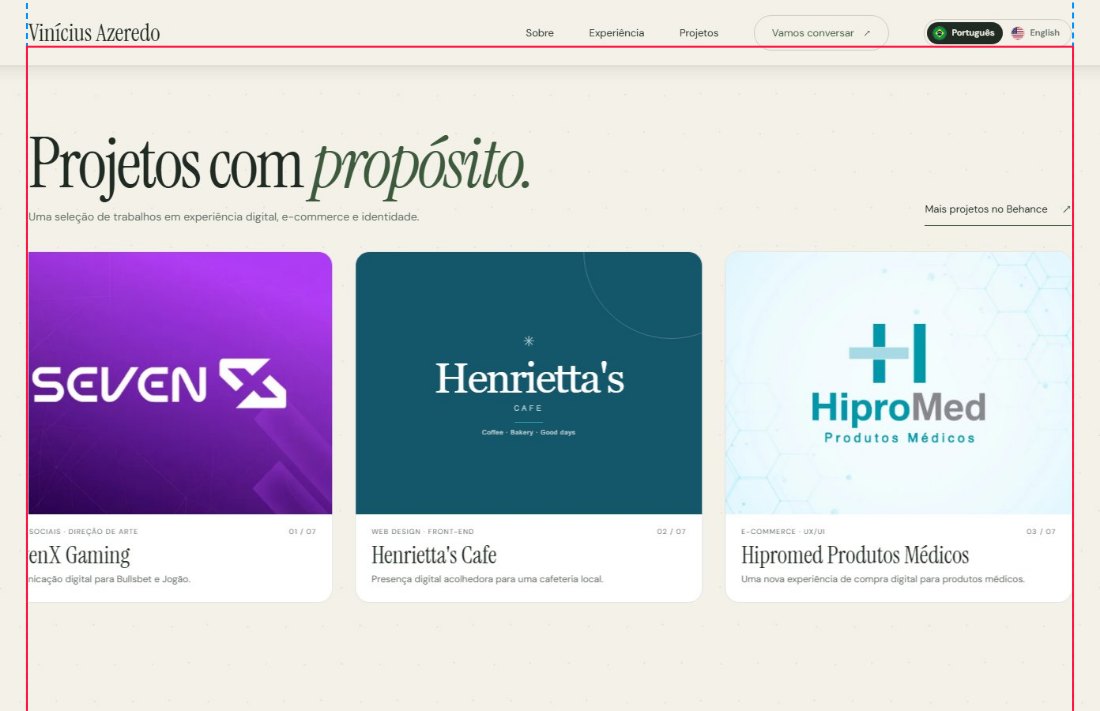 Vinícius Azeredo
Sobre
Experiência
Projetos
Vamos conversar ↗
Português
English
Projetos com propósito.
Uma seleção de trabalhos em experiência digital, e-commerce e identidade.
Mais projetos no Behance ↗
SEVEN X
SOCIAIS · DIREÇÃO DE ARTE
01 / 07
enX Gaming
nicação digital para Bullsbet e Jogão.
Henrietta's
CAFE
Coffee · Bakery · Good days
WEB DESIGN · FRONT-END
02 / 07
Henrietta's Cafe
Presença digital acolhedora para uma cafeteria local.
H
HiproMed
Produtos Médicos
E-COMMERCE · UX/UI
03 / 07
Hipromed Produtos Médicos
Uma nova experiência de compra digital para produtos médicos.